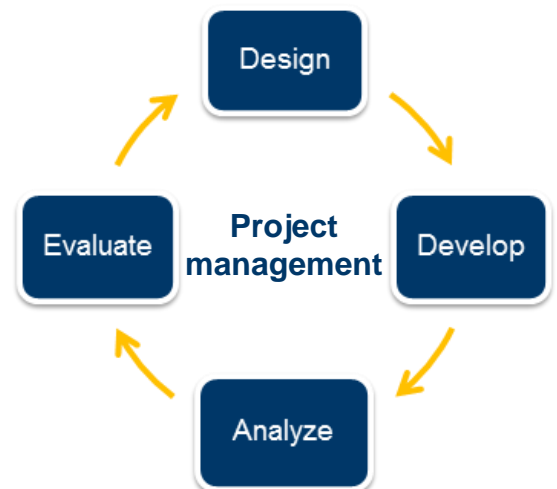 Design
Evaluate
Project
management
Develop
Analyze